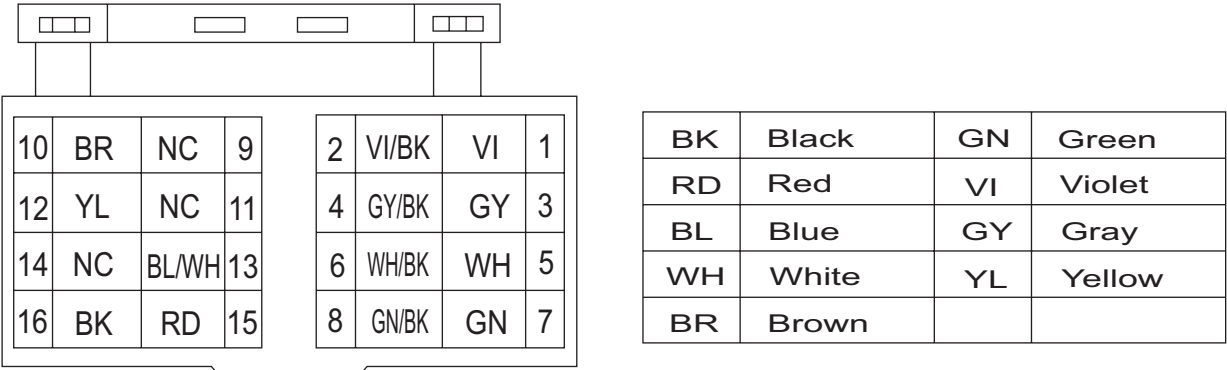 10 BR NC 9 2 VI/BK VI 1
12 YL NC 11 4 GY/BK GY 3
14 NC BL/WH 13 6 WH/BK WH 5
16 BK RD 15 8 GN/BK GN 7
BK Black GN Green
RD Red VI Violet
BL Blue GY Gray
WH White YL Yellow
BR Brown